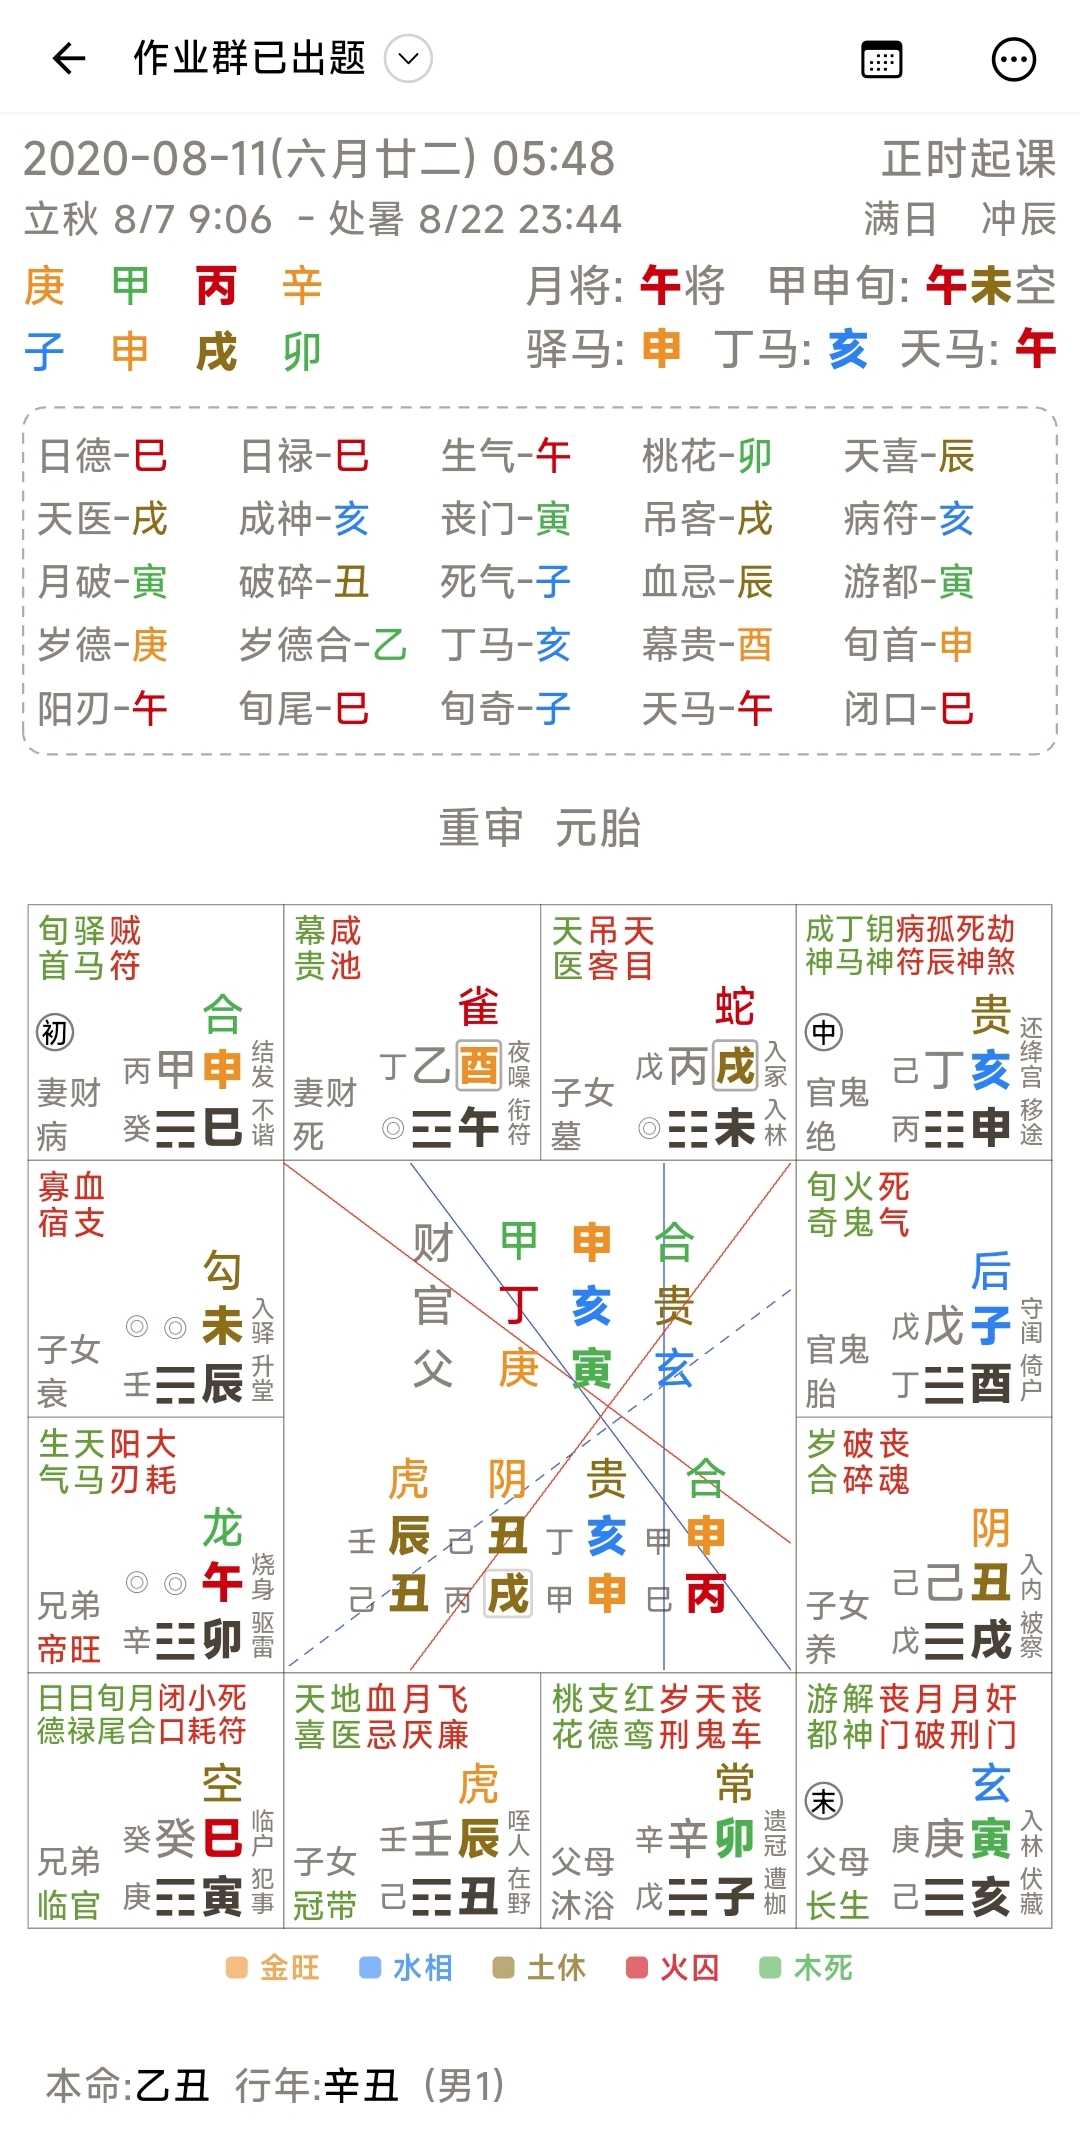 作业群已出题
2020-08-11(六月廿二) 05:48 正时起课
立秋 8/7 9:06 - 处暑 8/22 23:44 满日 冲辰
庚 甲 丙 辛 月将: 午将 甲申旬: 午未空
子 申 戌 卯 驿马: 申 丁马: 亥 天马: 午
日德-巳 日禄-巳 生气-午 桃花-卯 天喜-辰
天医-戌 成神-亥 丧门-寅 吊客-戌 病符-亥
月破-寅 破碎-丑 死气-子 血忌-辰 游都-寅
岁德-庚 岁德合-乙 丁马-亥 幕贵-酉 旬首-申
阳刃-午 旬尾-巳 旬奇-子 天马-午 闭口-巳
重审 元胎
旬驿贼
首马符
合
初
丙甲申
结发
妻财
癸☴巳
不谐
病
幕咸
贵池
雀
丁乙酉
夜噪
妻财
◎☲午
衔符
死
天吊天
医客目
蛇
戊丙戌
入冢
子女
◎☷未
入林
墓
成丁钥病孤死劫
神马神符辰神煞
贵
中
己丁亥
还绛宫
官鬼
丙☷申
移途
绝
寡血
宿支
勾
◎◎未
入驿
子女
壬☴辰
升堂
衰
财 甲 申 合
官 丁 亥 贵
父 庚 寅 玄
旬火死
奇鬼气
后
戊戊子
守闺
官鬼
丁☱酉
倚户
胎
生天阳大
气马刃耗
龙
◎◎午
烧身
兄弟
辛☳卯
驱雷
帝旺
虎 阴 贵 合
壬辰 己丑 丁亥 甲申
己丑 丙戌 甲申 巳丙
岁破丧
合碎魂
阴
己己丑
入内
子女
戊☰戌
被察
养
日日旬月闭小死
德禄尾合口耗符
空
癸癸巳
临户
兄弟
庚☶寅
犯事
临官
天地血月飞
喜医忌厌廉
虎
壬壬辰
咥人
子女
己☶丑
在野
冠带
桃支红岁天丧
花德鸾刑鬼车
常
辛辛卯
遗冠
父母
戊☵子
遭枷
沐浴
游解丧月月奸
都神门破刑门
玄
末
庚庚寅
入林
父母
己☰亥
伏藏
长生
金旺 水相 土休 火囚 木死
本命:乙丑 行年:辛丑 (男1)